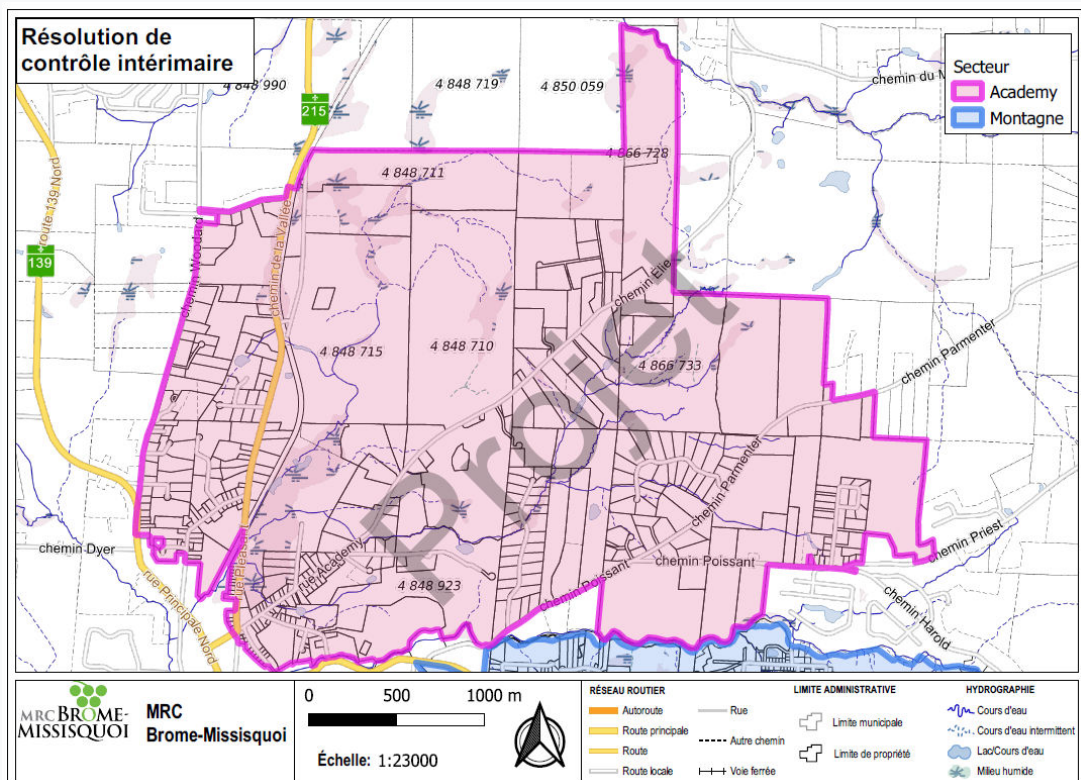 Résolution de
contrôle intérimaire
Secteur
Academy
Montagne
4 848 990
4 848 719
4 850 059
chemin du M
215
4 866 728
4 848 711
route 139 Nord
139
chemin Woodard
chemin de la Vallée
chemin Elie
4 848 715
4 848 710
4 866 733
chemin Parmenter
chemin Parmenter
Projet
chemin Dyer
rue Principale Nord
rue Pleasant
rue Academy
4 848 923
chemin Poissant
chemin Poissant
chemin Priest
chemin Harold
MRC BROME-
MISSISQUOI
MRC
Brome-Missisquoi
0 500 1000 m
Échelle: 1:23000
RÉSEAU ROUTIER
Autoroute
Route principale
Route
Route locale
Rue
Autre chemin
Voie ferrée
LIMITE ADMINISTRATIVE
Limite municipale
Limite de propriété
HYDROGRAPHIE
Cours d'eau
Cours d'eau intermittent
Lac/Cours d'eau
Milieu humide